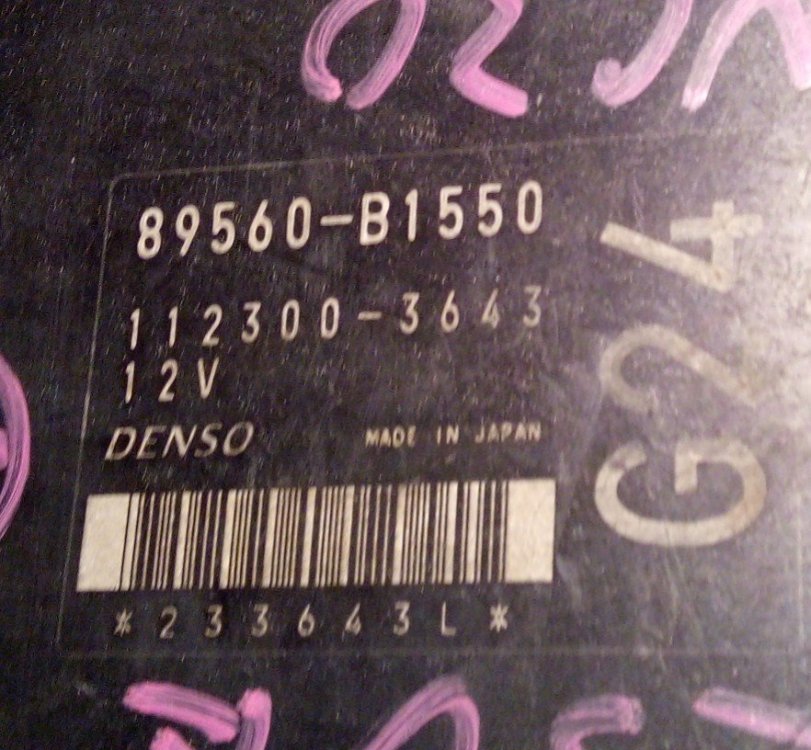 89560-B1550
112300-3643
12V
DENSO MADE IN JAPAN
*233643L*
G24